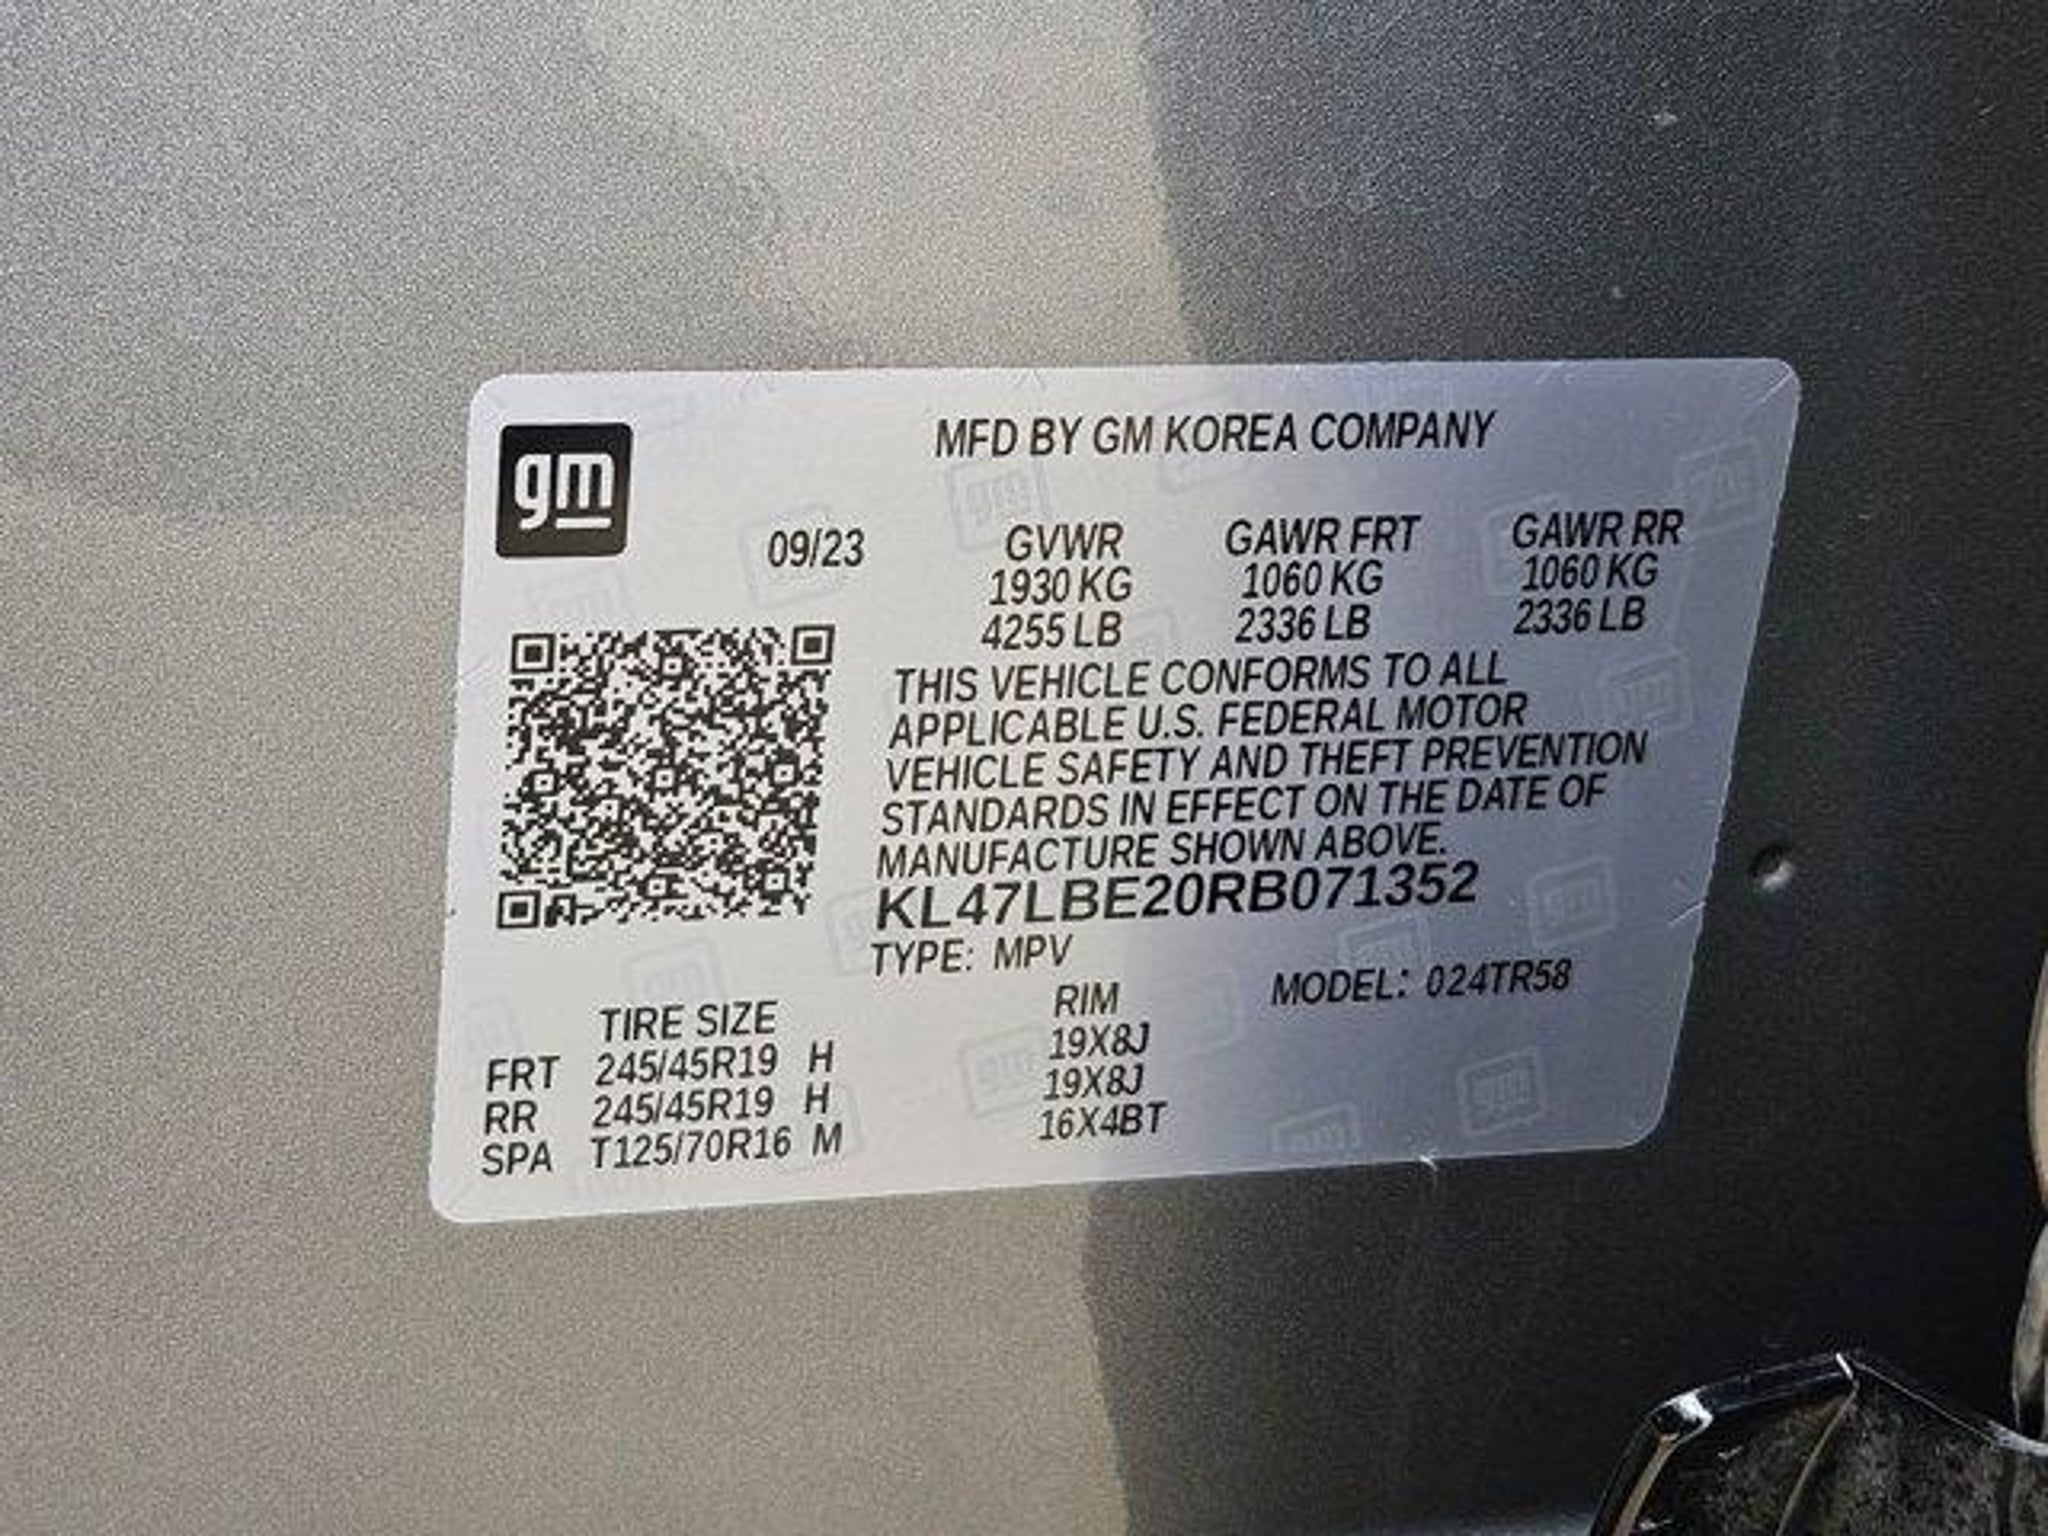 gm
MFD BY GM KOREA COMPANY
09/23 GVWR GAWR FRT GAWR RR
1930 KG 1060 KG 1060 KG
4255 LB 2336 LB 2336 LB
THIS VEHICLE CONFORMS TO ALL
APPLICABLE U.S. FEDERAL MOTOR
VEHICLE SAFETY AND THEFT PREVENTION
STANDARDS IN EFFECT ON THE DATE OF
MANUFACTURE SHOWN ABOVE.
KL47LBE20RB071352
TYPE: MPV MODEL: 024TR58
TIRE SIZE RIM
FRT 245/45R19 H 19X8J
RR 245/45R19 H 19X8J
SPA T125/70R16 M 16X4BT